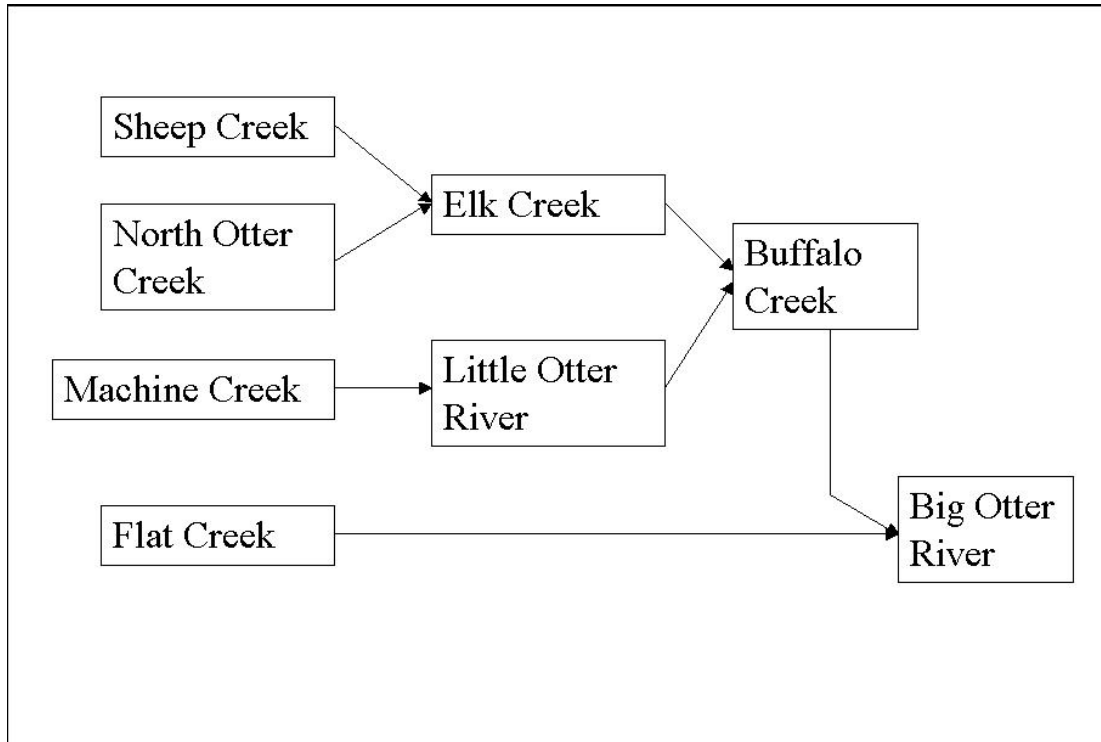 Sheep Creek
North Otter
Creek
Elk Creek
Buffalo
Creek
Machine Creek
Little Otter
River
Flat Creek
Big Otter
River